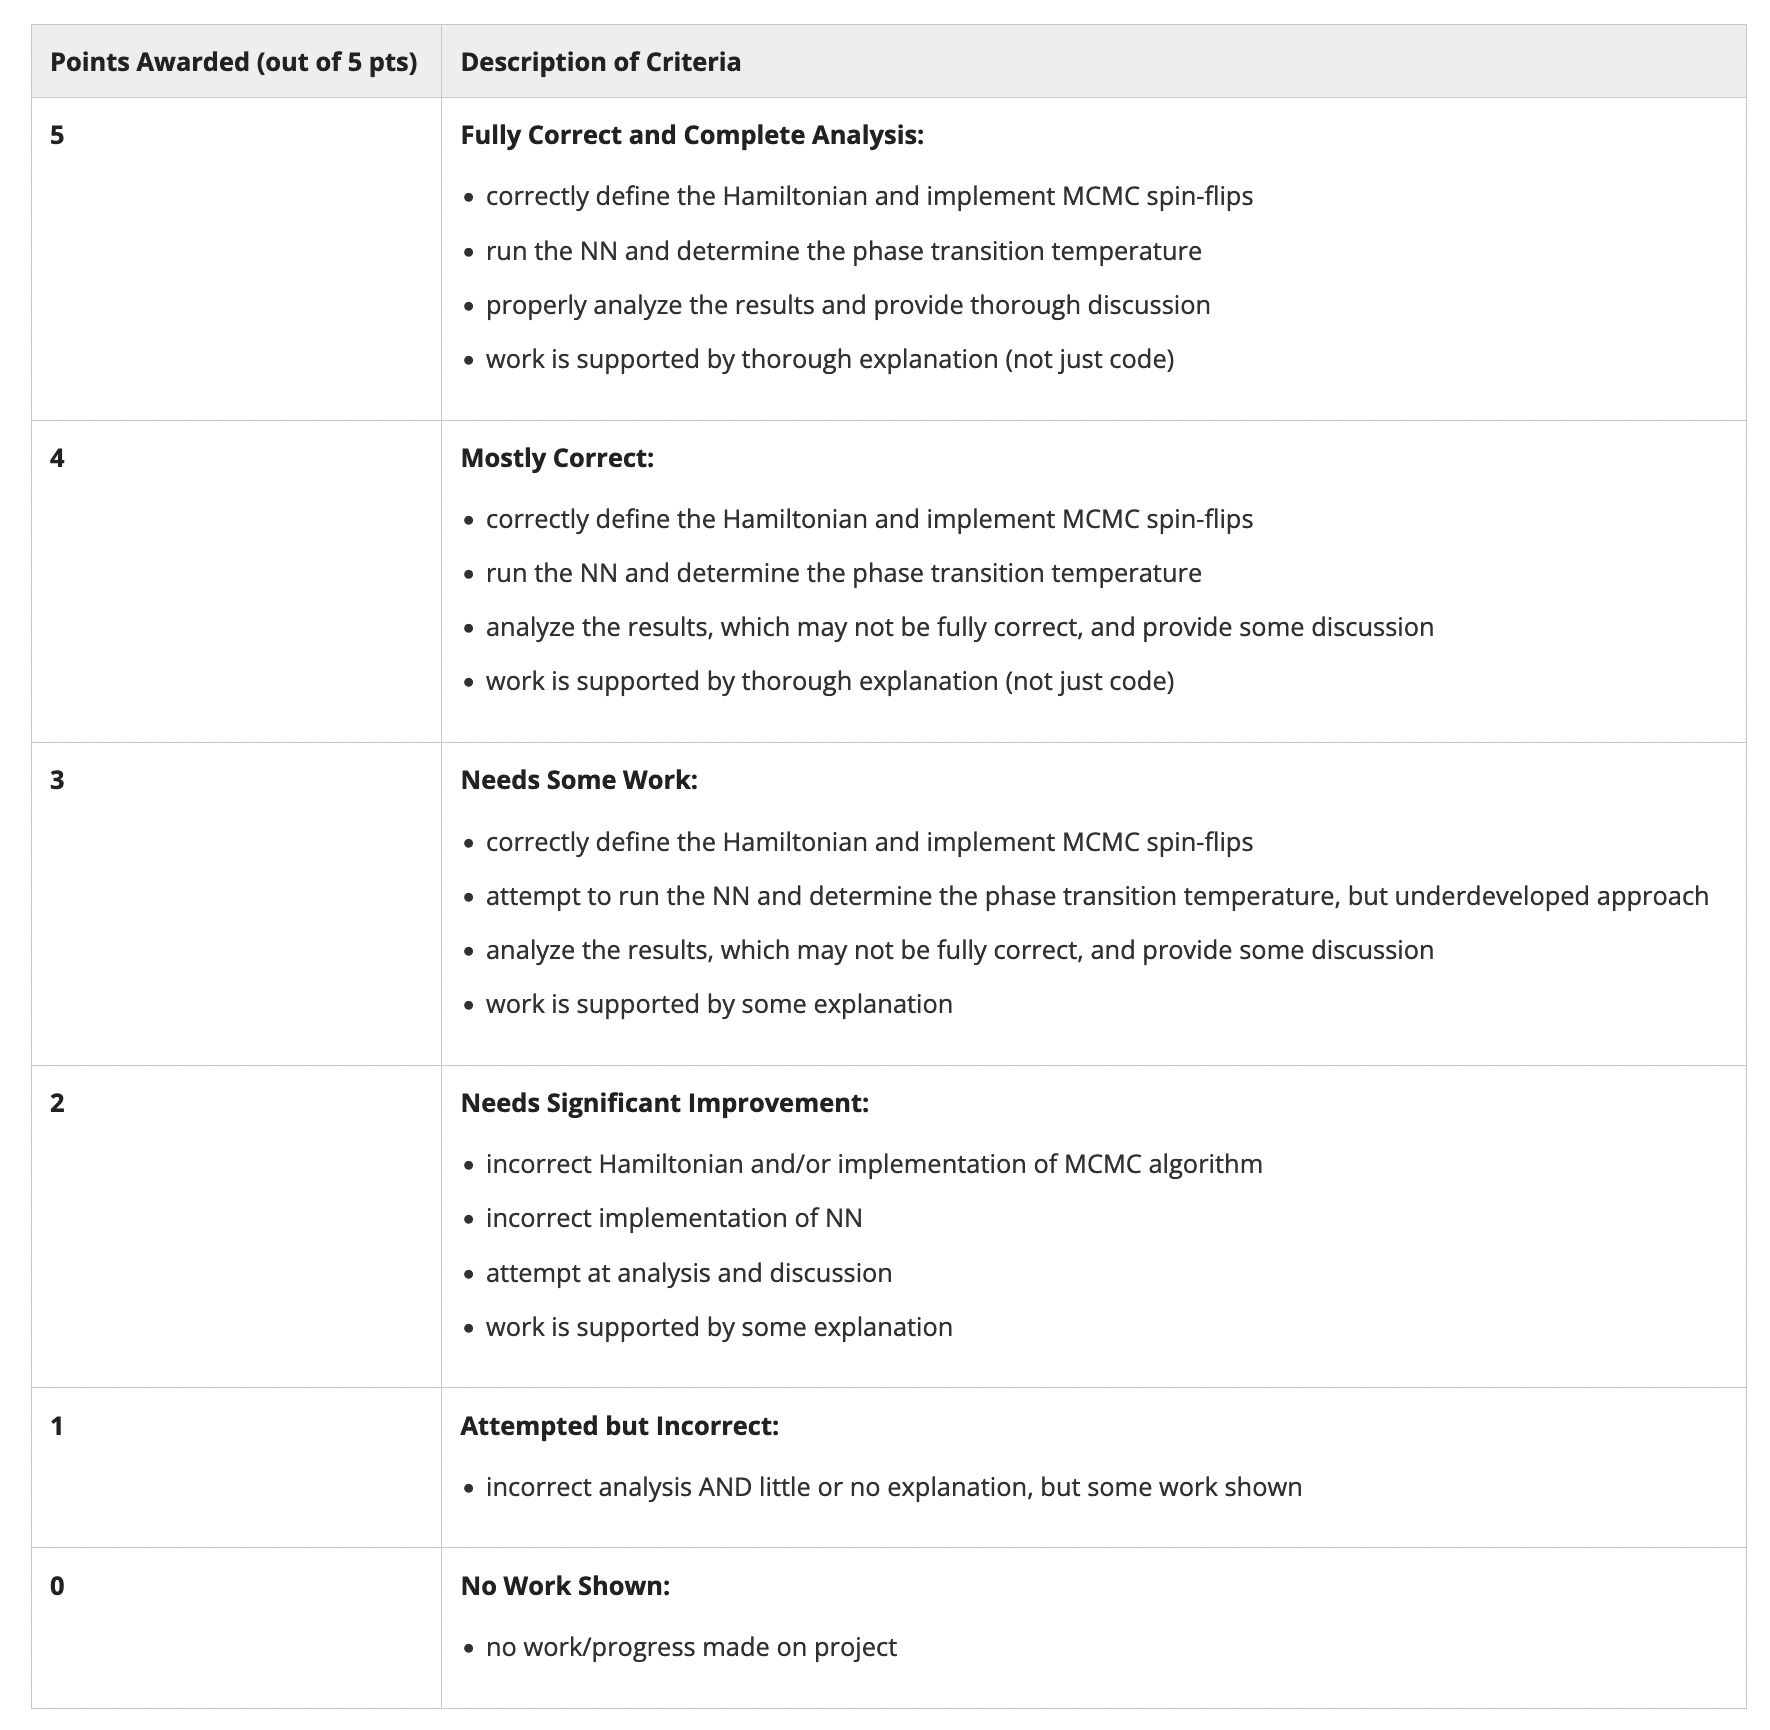 Points Awarded (out of 5 pts) Description of Criteria
5 Fully Correct and Complete Analysis:
• correctly define the Hamiltonian and implement MCMC spin-flips
• run the NN and determine the phase transition temperature
• properly analyze the results and provide thorough discussion
• work is supported by thorough explanation (not just code)
4 Mostly Correct:
• correctly define the Hamiltonian and implement MCMC spin-flips
• run the NN and determine the phase transition temperature
• analyze the results, which may not be fully correct, and provide some discussion
• work is supported by thorough explanation (not just code)
3 Needs Some Work:
• correctly define the Hamiltonian and implement MCMC spin-flips
• attempt to run the NN and determine the phase transition temperature, but underdeveloped approach
• analyze the results, which may not be fully correct, and provide some discussion
• work is supported by some explanation
2 Needs Significant Improvement:
• incorrect Hamiltonian and/or implementation of MCMC algorithm
• incorrect implementation of NN
• attempt at analysis and discussion
• work is supported by some explanation
1 Attempted but Incorrect:
• incorrect analysis AND little or no explanation, but some work shown
0 No Work Shown:
• no work/progress made on project